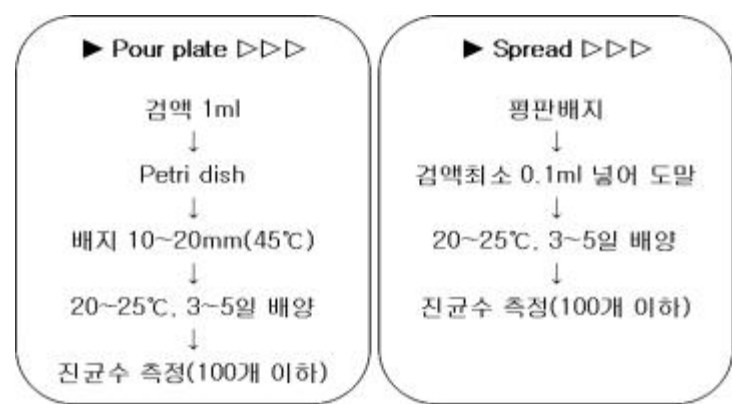 ▶ Pour plate ▷▷▷
검액 1ml
↓
Petri dish
↓
배지 10~20mm(45℃)
↓
20~25℃, 3~5일 배양
↓
진균수 측정(100개 이하)
▶ Spread ▷▷▷
평판배지
↓
검액최소 0.1ml 넣어 도말
↓
20~25℃, 3~5일 배양
↓
진균수 측정(100개 이하)